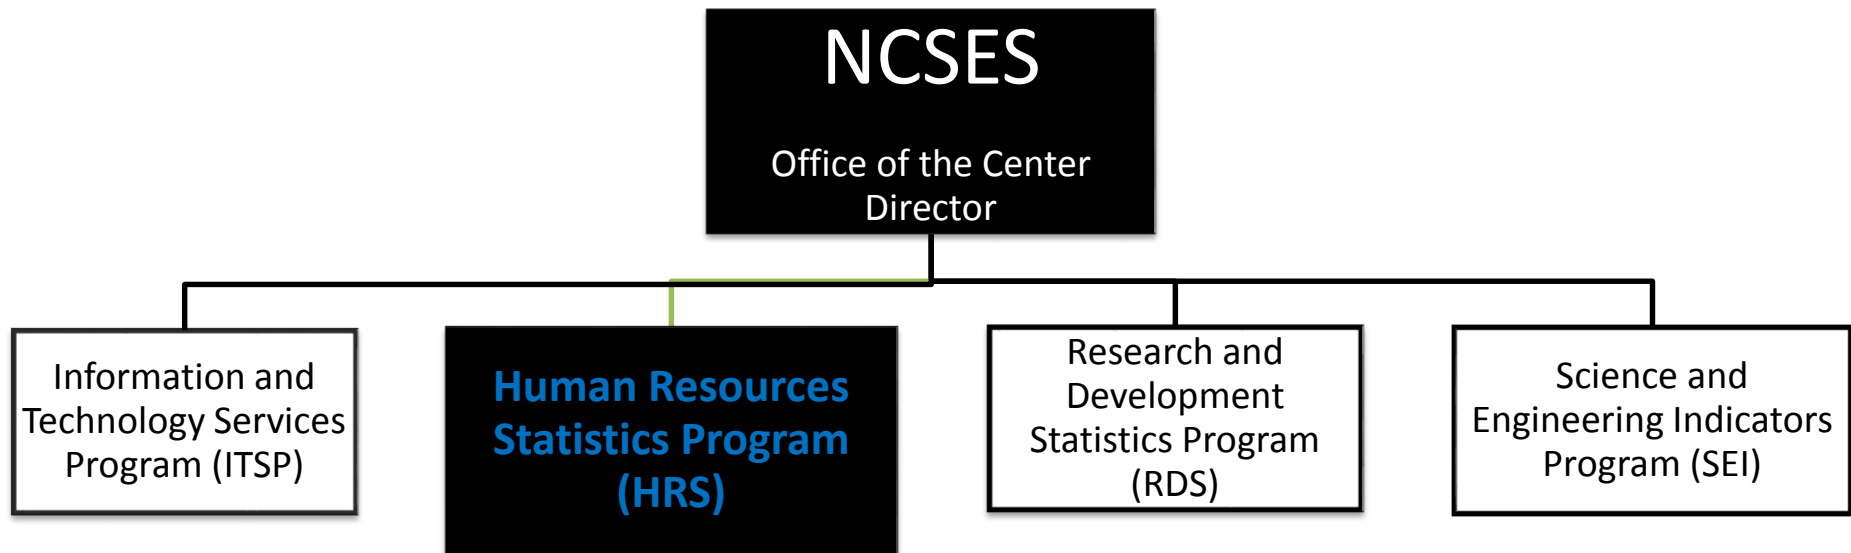 NCSES
Office of the Center
Director
Information and
Technology Services
Program (ITSP)
Human Resources
Statistics Program
(HRS)
Research and
Development
Statistics Program
(RDS)
Science and
Engineering Indicators
Program (SEI)